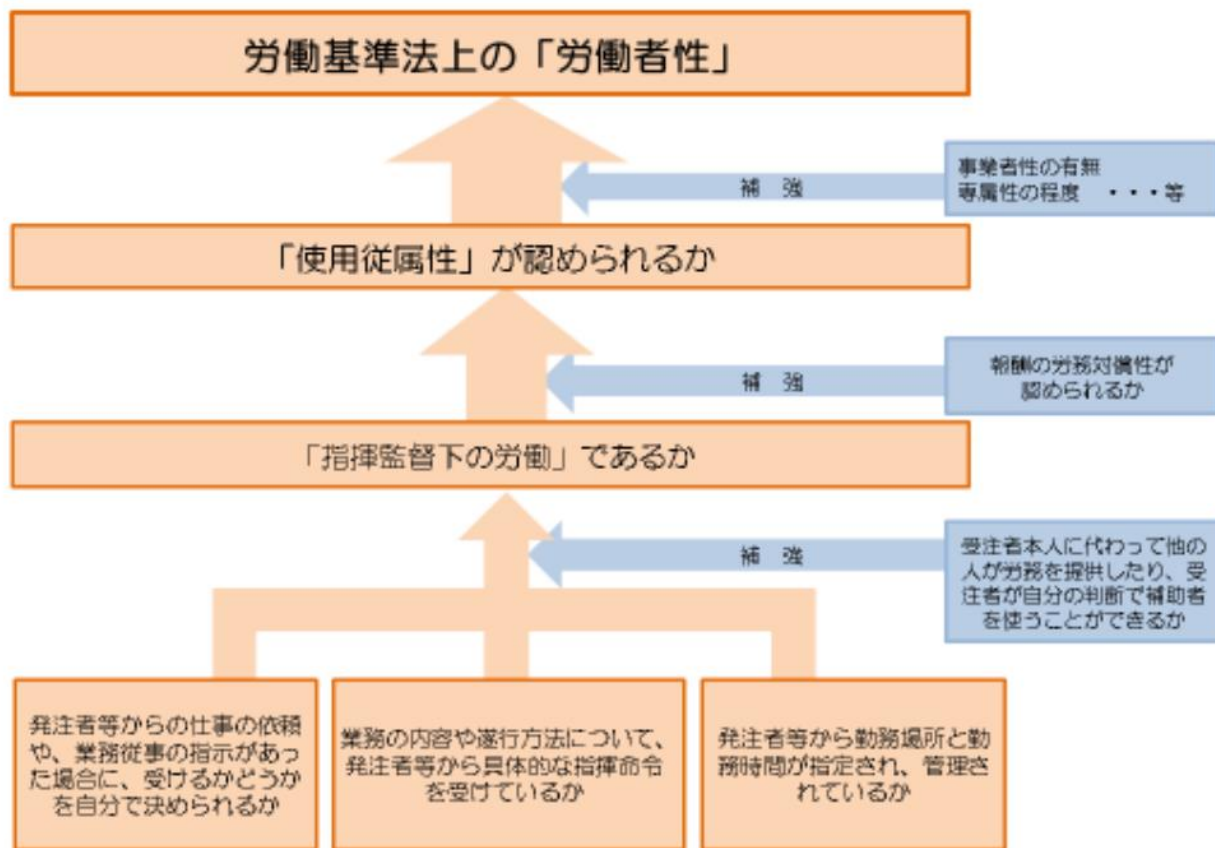 労働基準法上の「労働者性」
補 強
事業者性の有無
専属性の程度 ・・・等
「使用従属性」が認められるか
補 強
報酬の労務対償性が
認められるか
「指揮監督下の労働」であるか
補 強
受注者本人に代わって他の
人が労務を提供したり、受
注者が自分の判断で補助者
を使うことができるか
発注者等からの仕事の依頼
や、業務従事の指示があっ
た場合に、受けるかどうか
を自分で決められるか
業務の内容や遂行方法について、
発注者等から具体的な指揮命令
を受けているか
発注者等から勤務場所と勤
務時間が指定され、管理さ
れているか